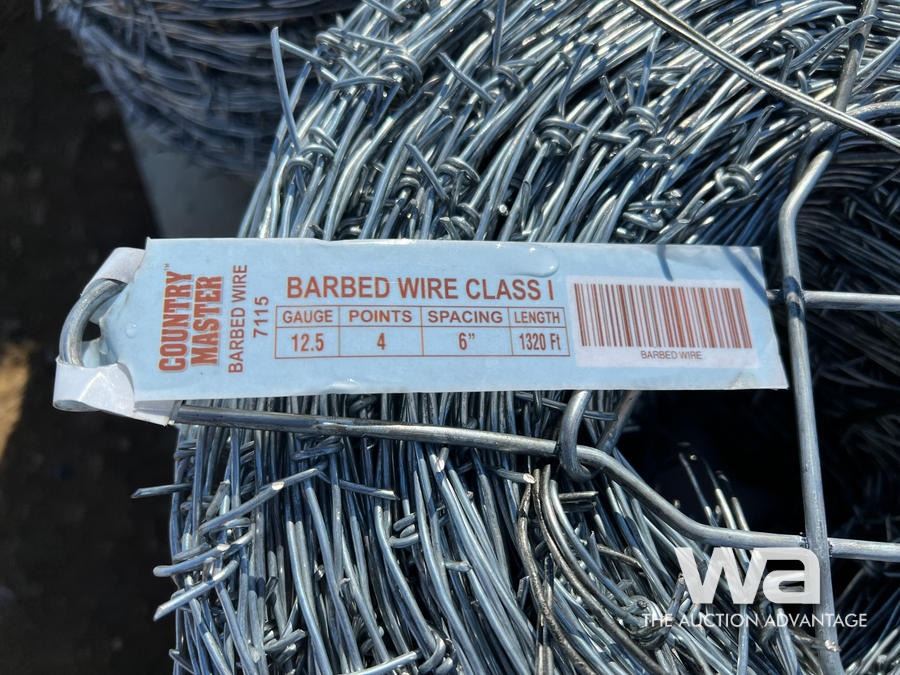 COUNTRY
MASTER™
BARBED WIRE
7115
BARBED WIRE CLASS I
GAUGE POINTS SPACING LENGTH
12.5 4 6” 1320 Ft
BARBED WIRE
wa
THE AUCTION ADVANTAGE